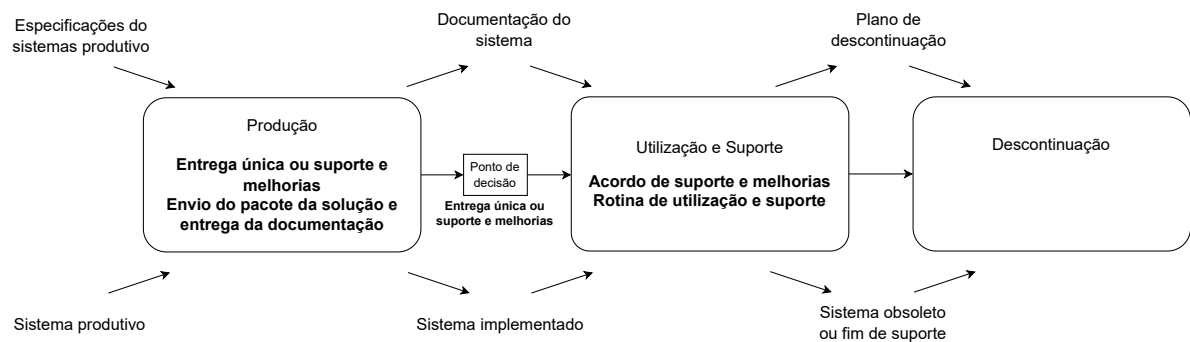 Especificações do
sistemas produtivo
Documentação do
sistema
Plano de
descontinuação
Produção
Entrega única ou suporte e
melhorias
Envio do pacote da solução e
entrega da documentação
Ponto de
decisão
Entrega única ou
suporte e melhorias
Utilização e Suporte
Acordo de suporte e melhorias
Rotina de utilização e suporte
Descontinuação
Sistema produtivo
Sistema implementado
Sistema obsoleto
ou fim de suporte